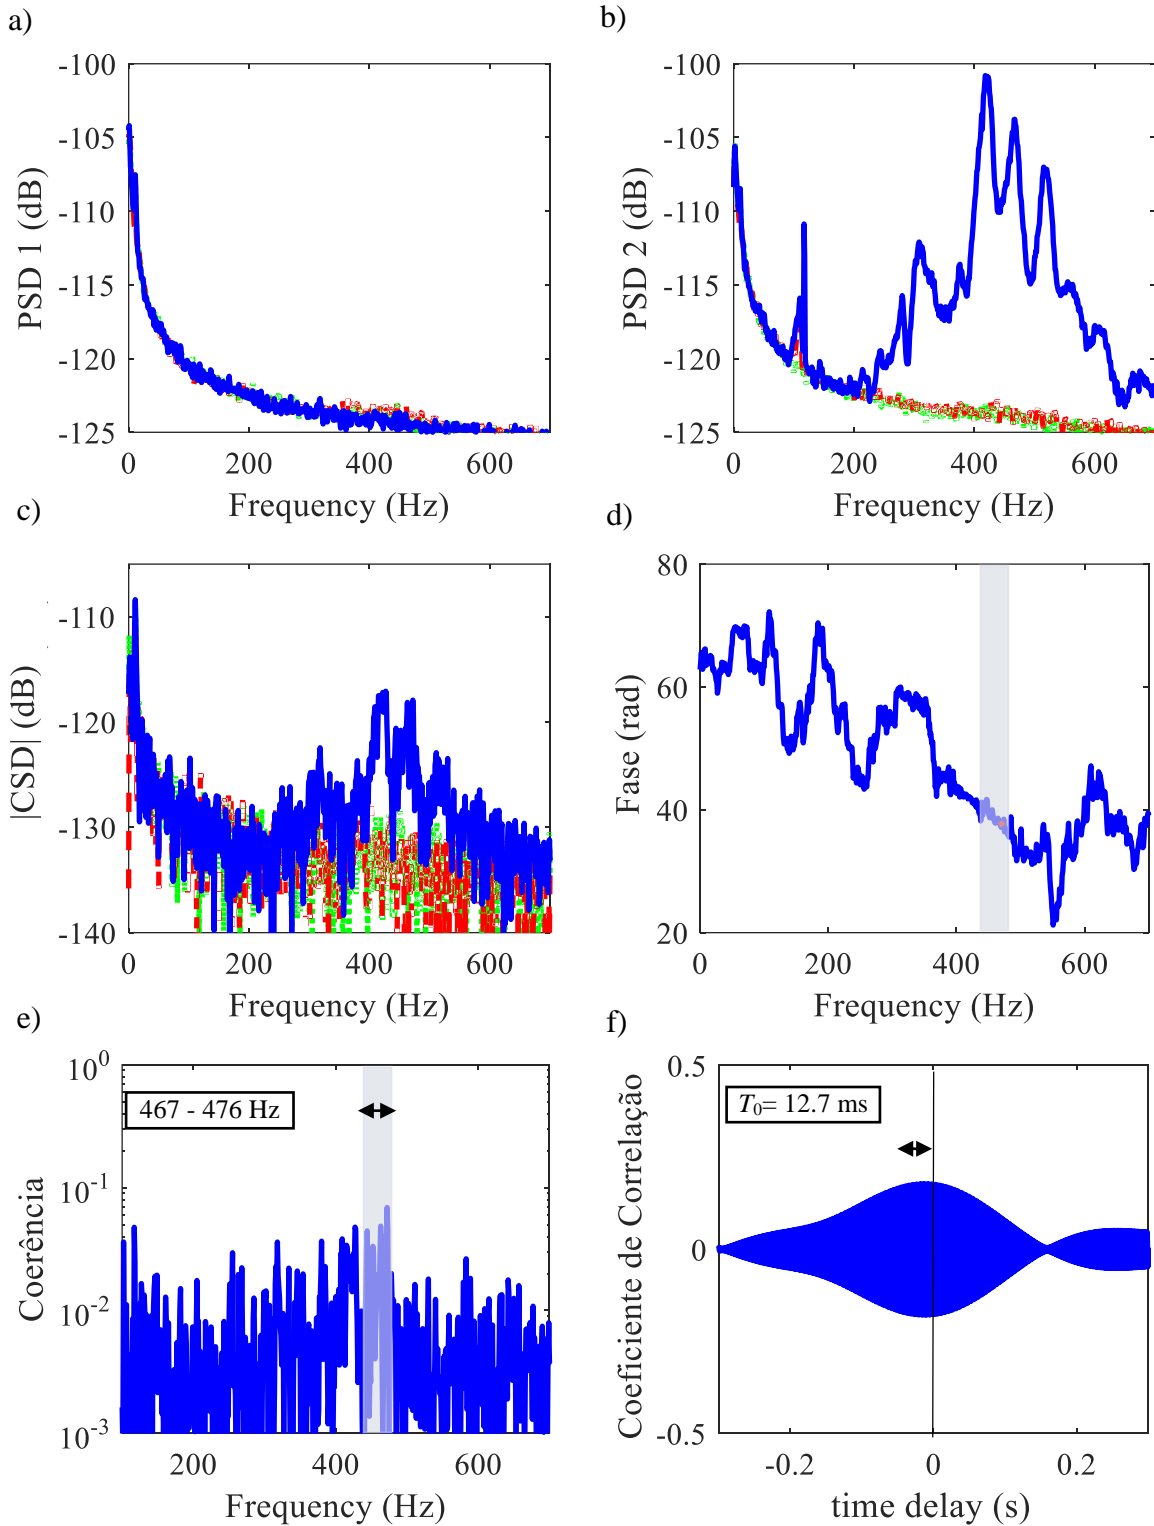 a)
b)
-100
-105
-110
-115
-120
-125
PSD 1 (dB)
0
200
400
600
Frequency (Hz)
-100
-105
-110
-115
-120
-125
PSD 2 (dB)
0
200
400
600
Frequency (Hz)
c)
d)
-110
-120
-130
-140
|CSD| (dB)
0
200
400
600
Frequency (Hz)
80
60
40
20
Fase (rad)
0
200
400
600
Frequency (Hz)
e)
f)
10^0
10^-1
10^-2
10^-3
467 - 476 Hz
Coerência
200
400
600
Frequency (Hz)
0.5
0
-0.5
T0= 12.7 ms
Coeficiente de Correlação
-0.2
0
0.2
time delay (s)